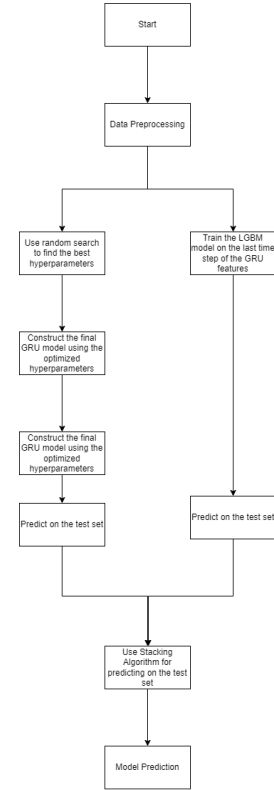 Start
Data Preprocessing
Use random search
to find the best
hyperparameters
Train the LGBM
model on the last time
step of the GRU
features
Construct the final
GRU model using the
optimized
hyperparameters
Construct the final
GRU model using the
optimized
hyperparameters
Predict on the test set
Predict on the test set
Use Stacking
Algorithm for
predicting on the test
set
Model Prediction